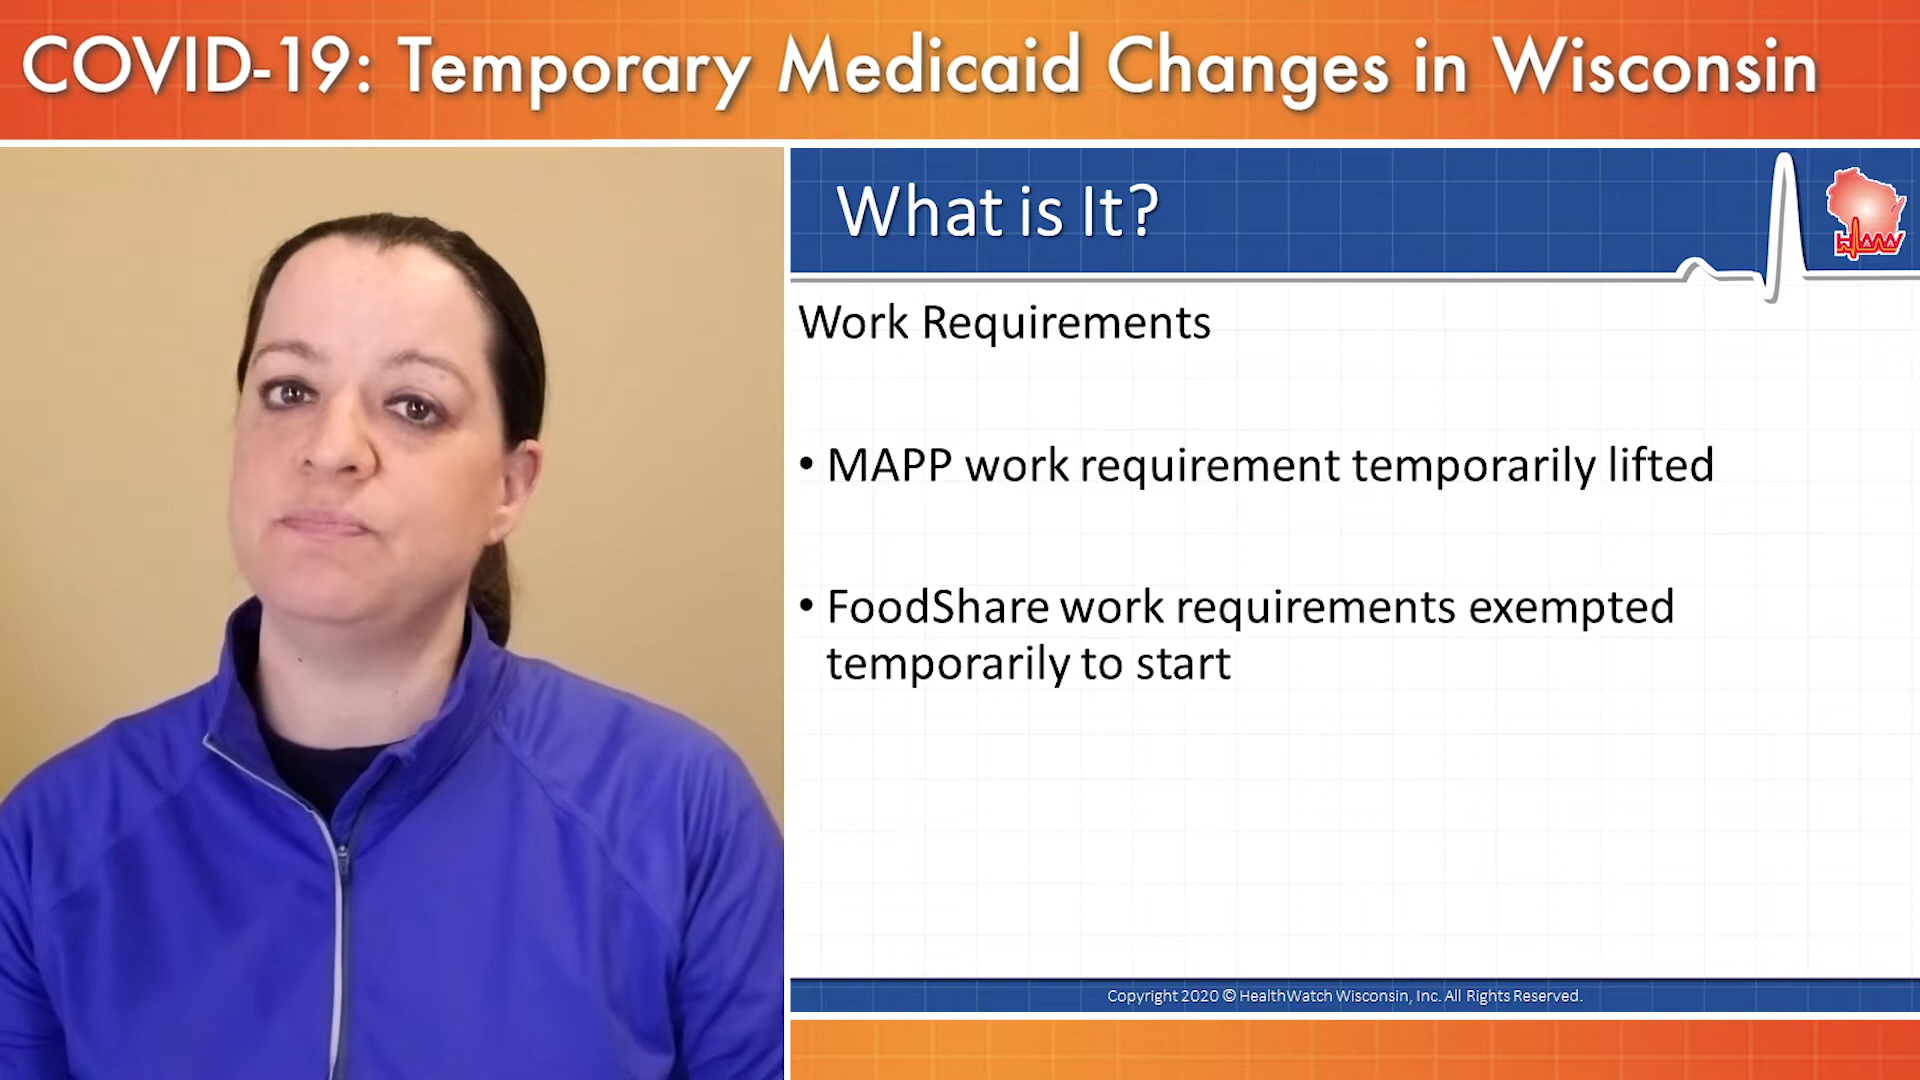 COVID-19: Temporary Medicaid Changes in Wisconsin
What is It?
HWW
Work Requirements
• MAPP work requirement temporarily lifted
• FoodShare work requirements exempted
temporarily to start
Copyright 2020 © HealthWatch Wisconsin, Inc. All Rights Reserved.